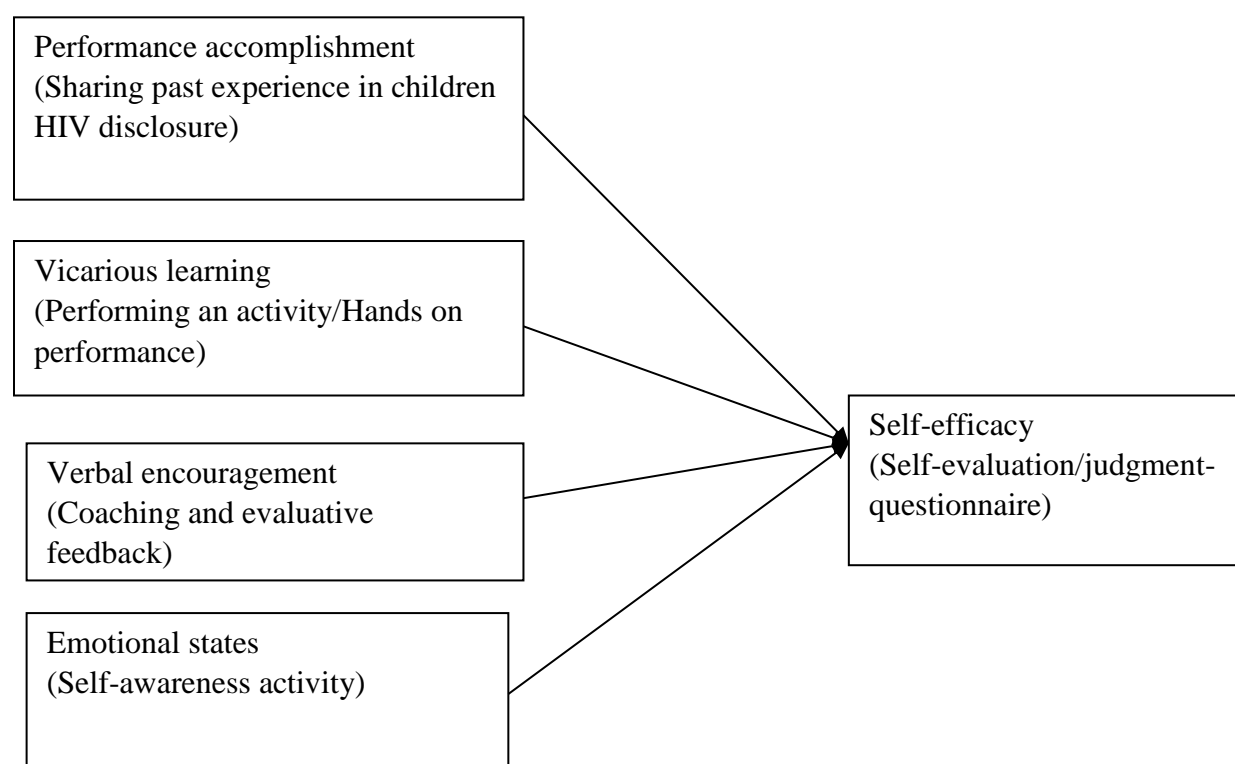 Performance accomplishment
(Sharing past experience in children
HIV disclosure)
Vicarious learning
(Performing an activity/Hands on
performance)
Verbal encouragement
(Coaching and evaluative
feedback)
Emotional states
(Self-awareness activity)
Self-efficacy
(Self-evaluation/judgment-
questionnaire)